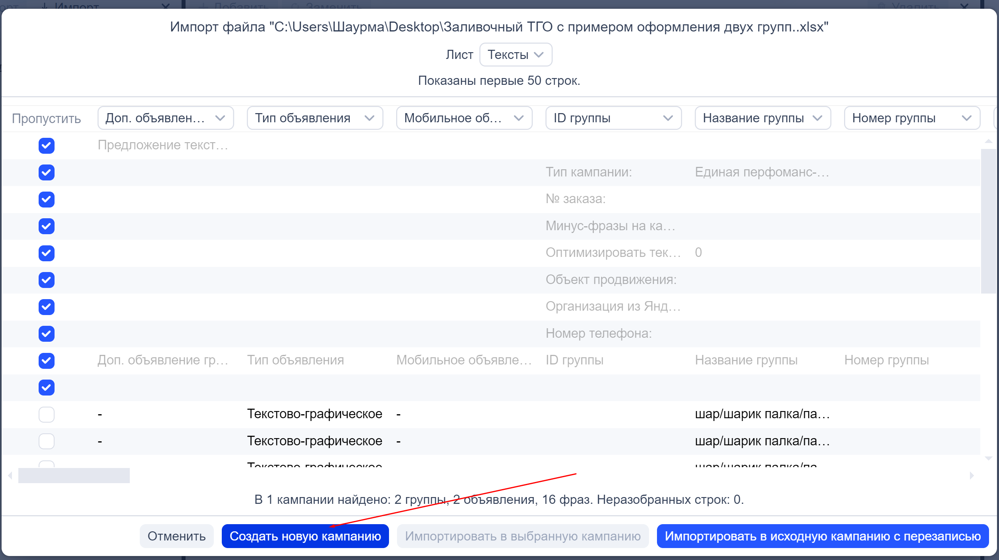 Импорт
Добавить
Заменить
Удалить
Импорт файла "C:\Users\Шаурма\Desktop\Заливочный ТГО с примером оформления двух групп..xlsx"
Лист Тексты
Показаны первые 50 строк.
Пропустить Доп. объявлен... Тип объявления Мобильное об... ID группы Название группы Номер группы
Предложение текст...
Тип кампании: Единая перфоманс-...
№ заказа:
Минус-фразы на ка...
Оптимизировать тек... 0
Объект продвижения:
Организация из Янд...
Номер телефона:
Доп. объявление гр... Тип объявления Мобильное объявле... ID группы Название группы Номер группы
- Текстово-графическое - шар/шарик палка/па...
- Текстово-графическое - шар/шарик палка/па...
Текстово-графическое шар/шарик палка/па
В 1 кампании найдено: 2 группы, 2 объявления, 16 фраз. Неразобранных строк: 0.
Отменить Создать новую кампанию Импортировать в выбранную кампанию Импортировать в исходную кампанию с перезаписью